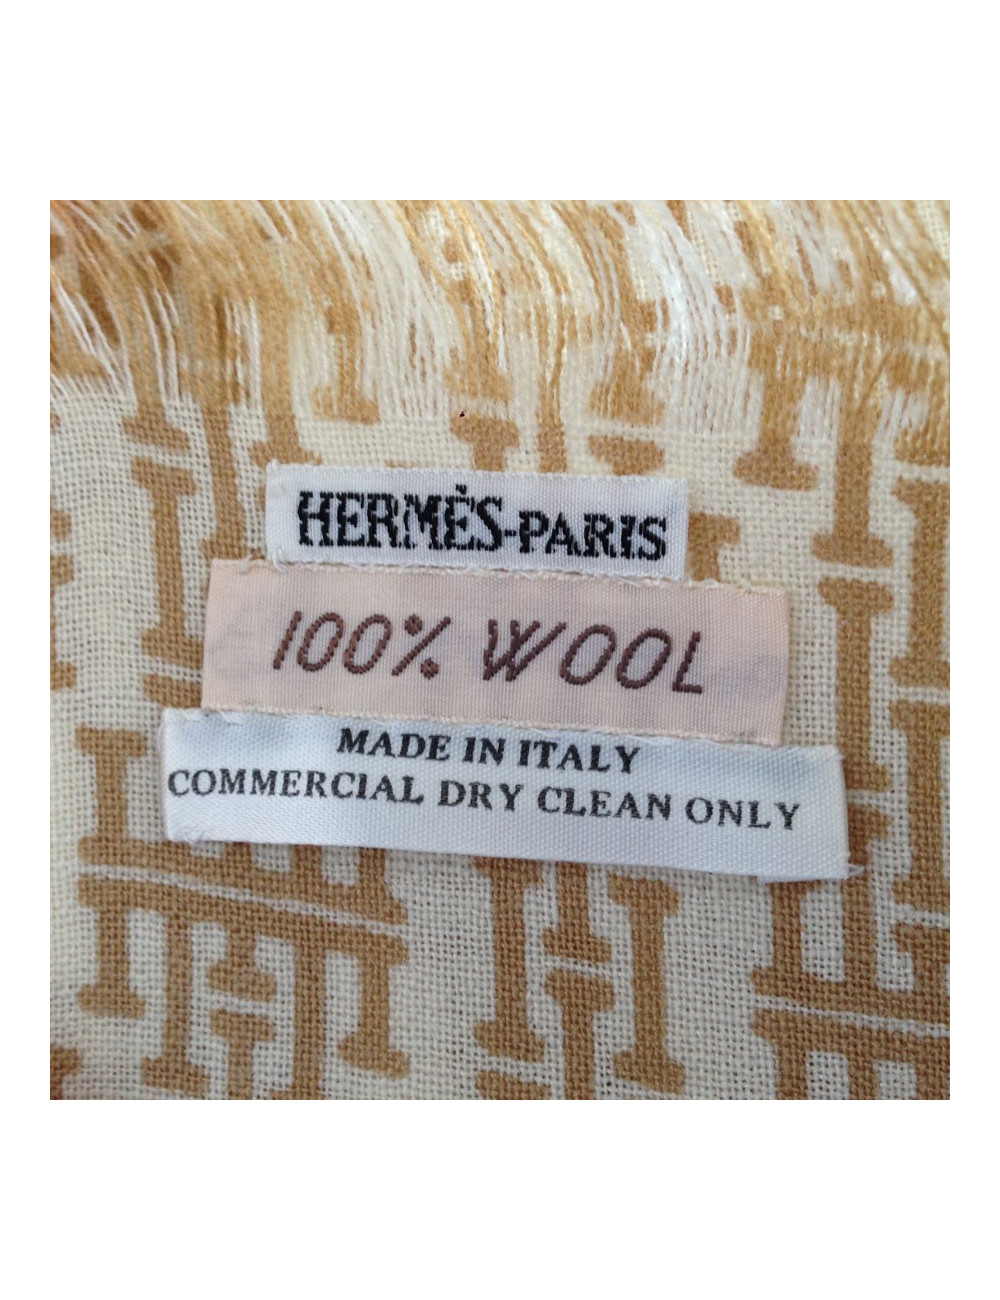 HERMÈS-PARIS
100% WOOL
MADE IN ITALY
COMMERCIAL DRY CLEAN ONLY